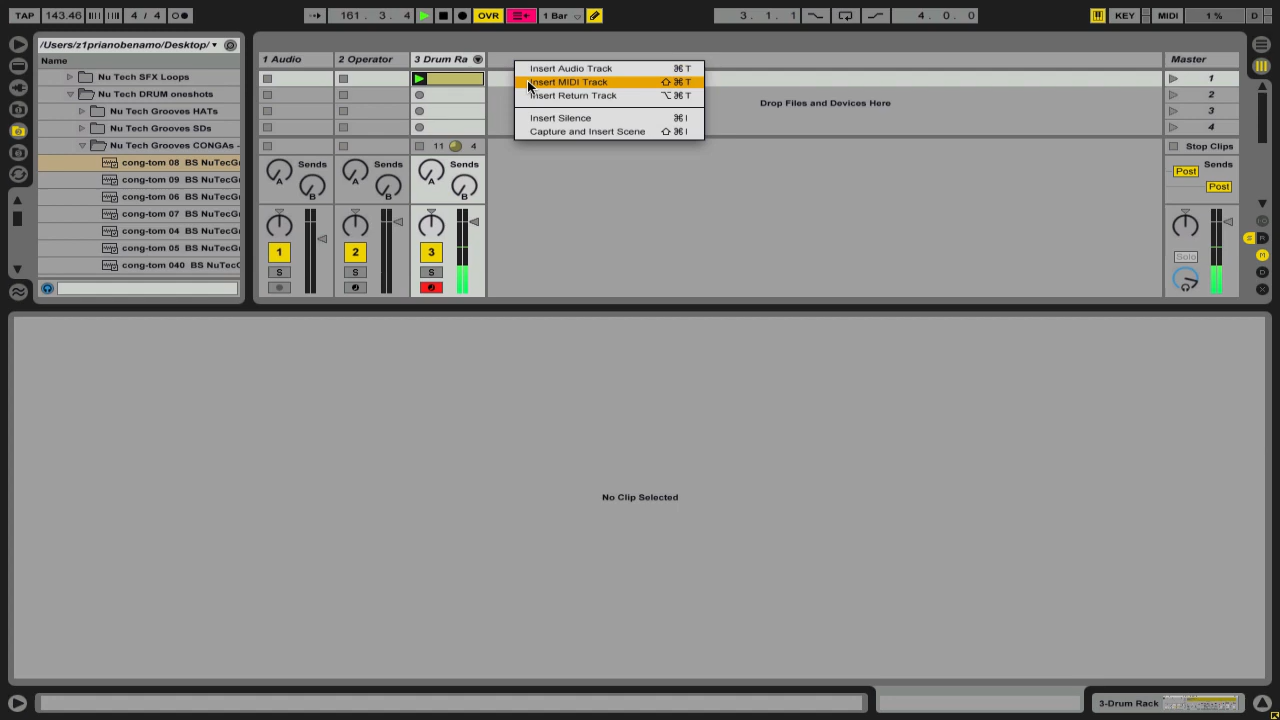 TAP 143.46 4 / 4 161 . 3 . 4 OVR 1 Bar 3 . 1 . 1 4 . 0 . 0 KEY MIDI 1 % D
/Users/z1prianobenamo/Desktop/
Name
Nu Tech SFX Loops
Nu Tech DRUM oneshots
Nu Tech Grooves HATs
Nu Tech Grooves SDs
Nu Tech Grooves CONGAs -
cong-tom 08 BS NuTecGr
cong-tom 09 BS NuTecGr
cong-tom 06 BS NuTecGr
cong-tom 07 BS NuTecGr
cong-tom 04 BS NuTecGr
cong-tom 05 BS NuTecGr
cong-tom 040 BS NuTecG
1 Audio 2 Operator 3 Drum Ra Master
Insert Audio Track ⌘T
Insert MIDI Track ⇧⌘T
Insert Return Track ⌥⌘T
Insert Silence ⌘I
Capture and Insert Scene ⇧⌘I
Drop Files and Devices Here
1
2
3
4
11 4 Stop Clips
Sends Sends Sends Sends
A A A Post
B B B Post
1 2 3
S S S Solo
S R
M
D
X
No Clip Selected
3-Drum Rack